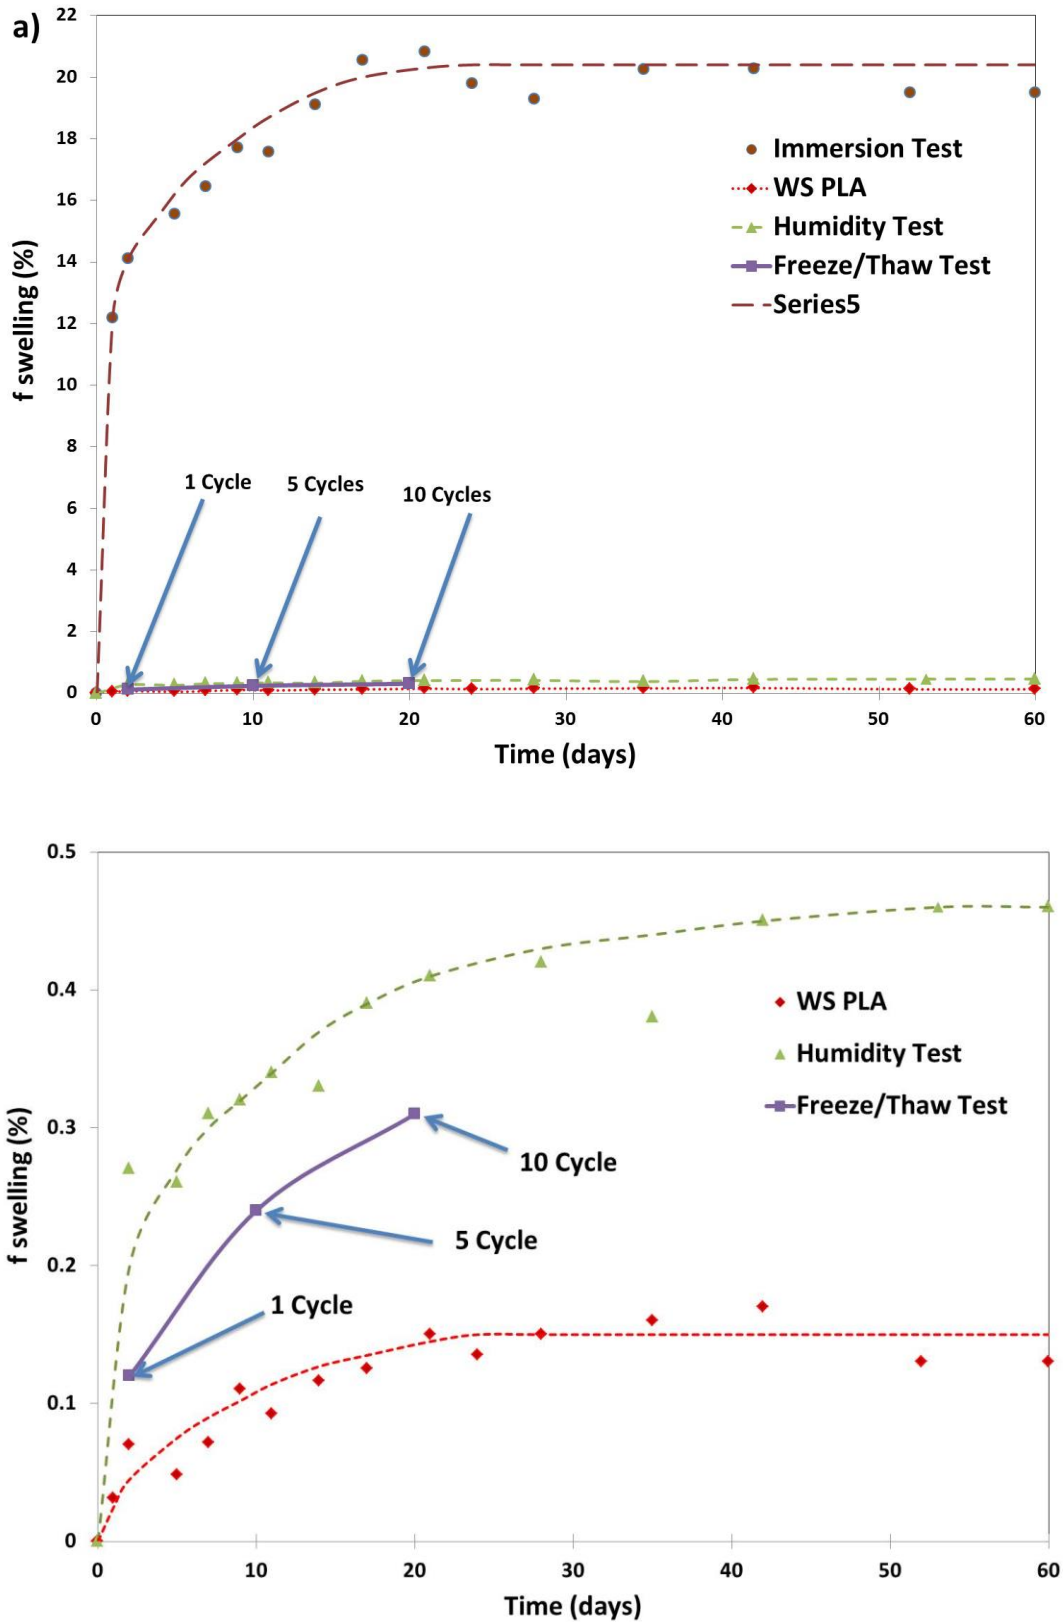 a)
22
20
18
16
14
12
10
8
6
4
2
0
f swelling (%)
Immersion Test
WS PLA
Humidity Test
Freeze/Thaw Test
Series5
1 Cycle
5 Cycles
10 Cycles
0 10 20 30 40 50 60
Time (days)
0.5
0.4
0.3
0.2
0.1
0
f swelling (%)
WS PLA
Humidity Test
Freeze/Thaw Test
10 Cycle
5 Cycle
1 Cycle
0 10 20 30 40 50 60
Time (days)